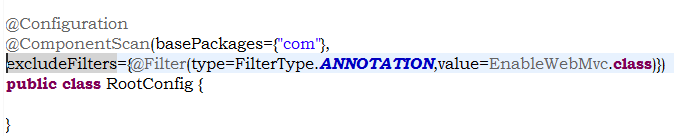 @Configuration
@ComponentScan(basePackages={"com"},
excludeFilters={@Filter(type=FilterType.ANNOTATION,value=EnableWebMvc.class)})
public class RootConfig {
}